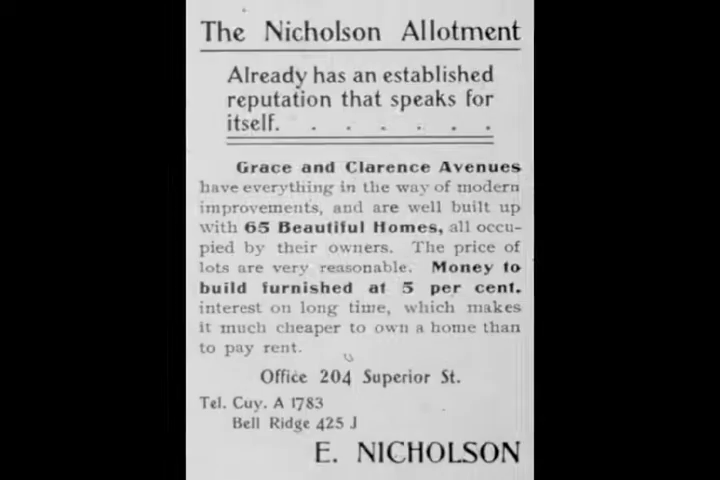 The Nicholson Allotment
Already has an established
reputation that speaks for
itself. . . . . . .
Grace and Clarence Avenues
have everything in the way of modern
improvements, and are well built up
with 65 Beautiful Homes, all occu-
pied by their owners. The price of
lots are very reasonable. Money to
build furnished at 5 per cent.
interest on long time, which makes
it much cheaper to own a home than
to pay rent.
Office 204 Superior St.
Tel. Cuy. A 1783
Bell Ridge 425 J
E. NICHOLSON